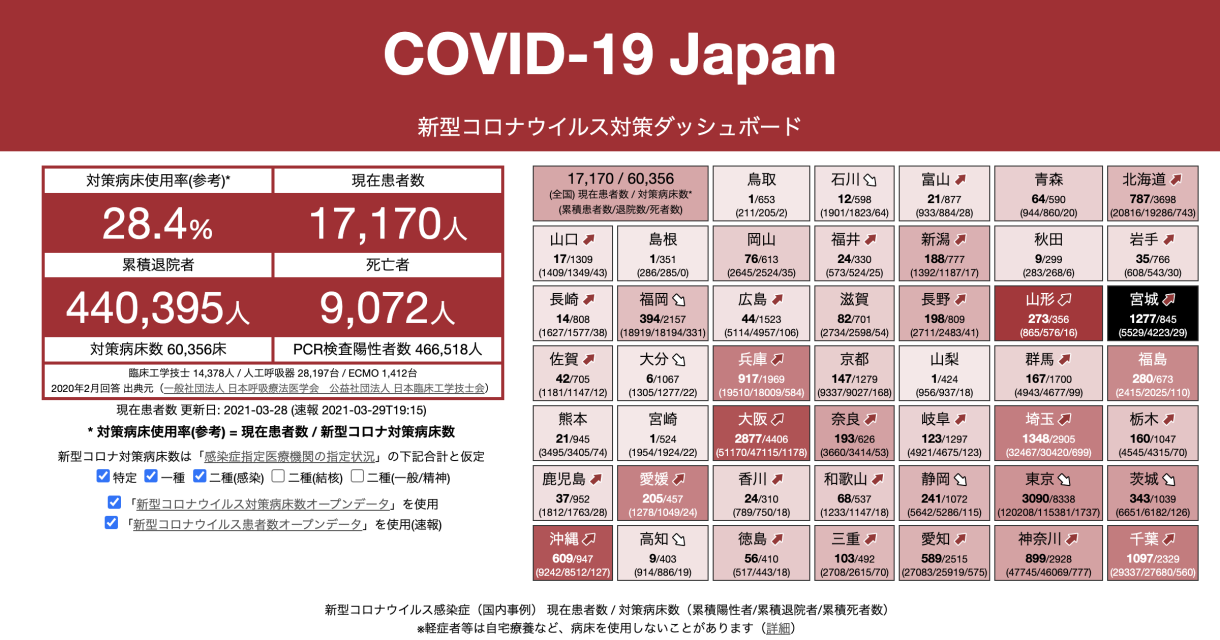 COVID-19 Japan
新型コロナウイルス対策ダッシュボード
対策病床使用率(参考)*
現在患者数
28.4%
17,170人
累積退院者
死亡者
440,395人
9,072人
対策病床数 60,356床
PCR検査陽性者数 466,518人
臨床工学技士 14,378人 / 人工呼吸器 28,197台 / ECMO 1,412台
2020年2月回答 出典元（一般社団法人 日本呼吸療法医学会　公益社団法人 日本臨床工学技士会）
現在患者数 更新日: 2021-03-28 (速報 2021-03-29T19:15)
* 対策病床使用率(参考) = 現在患者数 / 新型コロナ対策病床数
新型コロナ対策病床数は「感染症指定医療機関の指定状況」の下記合計と仮定
特定 一種 二種(感染) 二種(結核) 二種(一般/精神)
「新型コロナウイルス対策病床数オープンデータ」を使用
「新型コロナウイルス患者数オープンデータ」を使用(速報)
17,170 / 60,356
(全国) 現在患者数 / 対策病床数*
(累積患者数/退院数/死者数)
鳥取
1/653
(211/205/2)
石川
12/598
(1901/1823/64)
富山
21/877
(933/884/28)
青森
64/590
(944/860/20)
北海道
787/3698
(20816/19286/743)
山口
17/1309
(1409/1349/43)
島根
1/351
(286/285/0)
岡山
76/613
(2645/2524/35)
福井
24/330
(573/524/25)
新潟
188/777
(1392/1187/17)
秋田
9/299
(283/268/6)
岩手
35/766
(608/543/30)
長崎
14/808
(1627/1577/38)
福岡
394/2157
(18919/18194/331)
広島
44/1523
(5114/4957/106)
滋賀
82/701
(2734/2598/54)
長野
198/809
(2711/2483/41)
山形
273/356
(865/576/16)
宮城
1277/845
(5529/4223/29)
佐賀
42/705
(1181/1147/12)
大分
6/1067
(1305/1277/22)
兵庫
917/1969
(19510/18009/584)
京都
147/1279
(9337/9027/168)
山梨
1/424
(956/937/18)
群馬
167/1700
(4943/4677/99)
福島
280/673
(2415/2025/110)
熊本
21/945
(3495/3405/74)
宮崎
1/524
(1954/1924/22)
大阪
2877/4406
(51170/47115/1178)
奈良
193/626
(3660/3414/53)
岐阜
123/1297
(4921/4675/123)
埼玉
1348/2905
(32467/30420/699)
栃木
160/1047
(4545/4315/70)
鹿児島
37/952
(1812/1763/28)
愛媛
205/457
(1278/1049/24)
香川
24/310
(789/750/18)
和歌山
68/537
(1233/1147/18)
静岡
241/1072
(5642/5286/115)
東京
3090/8338
(120208/115381/1737)
茨城
343/1039
(6651/6182/126)
沖縄
609/947
(9242/8512/127)
高知
9/403
(914/886/19)
徳島
56/410
(517/443/18)
三重
103/492
(2708/2615/70)
愛知
589/2515
(27083/25919/575)
神奈川
899/2928
(47745/46069/777)
千葉
1097/2329
(29337/27680/560)
新型コロナウイルス感染症（国内事例） 現在患者数 / 対策病床数（累積陽性者/累積退院者/累積死者数）
※軽症者等は自宅療養など、病床を使用しないことがあります（詳細）